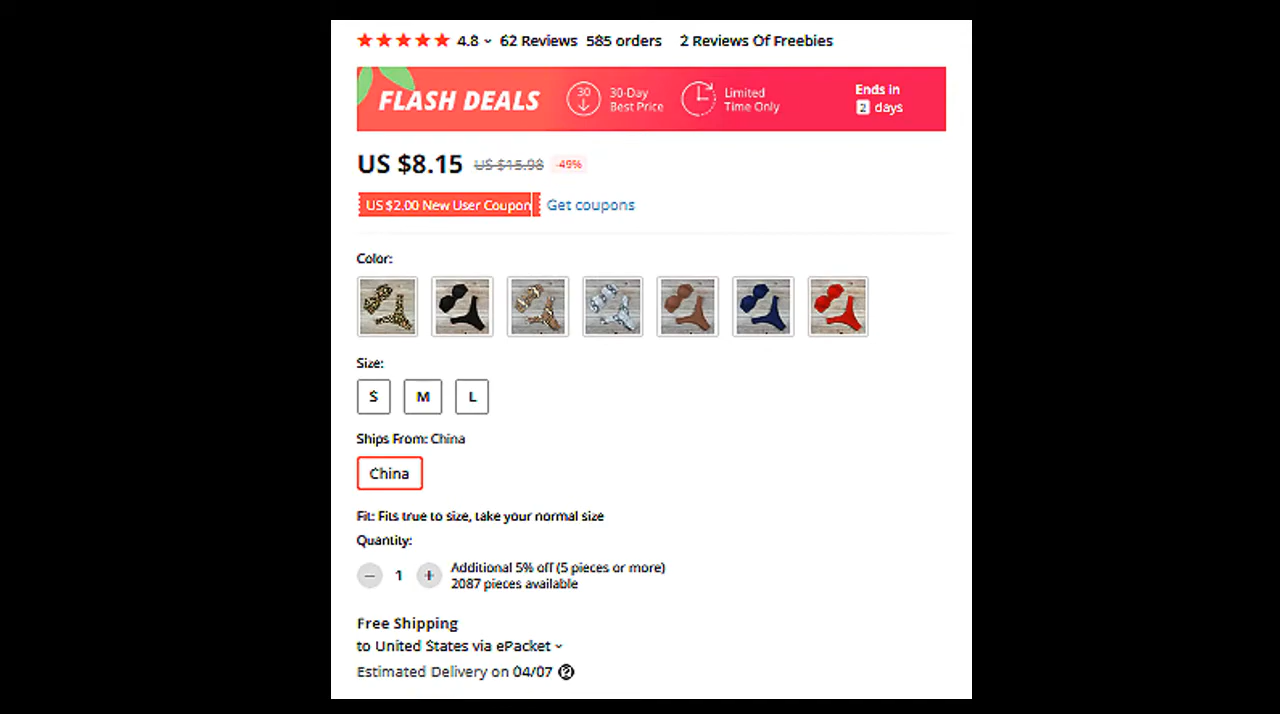 4.8 62 Reviews 585 orders 2 Reviews Of Freebies
FLASH DEALS 30 30-Day Best Price Limited Time Only Ends in 2 days
US $8.15 US $15.98 -49%
US $2.00 New User Coupon Get coupons
Color:
Size:
S M L
Ships From: China
China
Fit: Fits true to size, take your normal size
Quantity:
− 1 + Additional 5% off (5 pieces or more)
2087 pieces available
Free Shipping
to United States via ePacket
Estimated Delivery on 04/07 ?